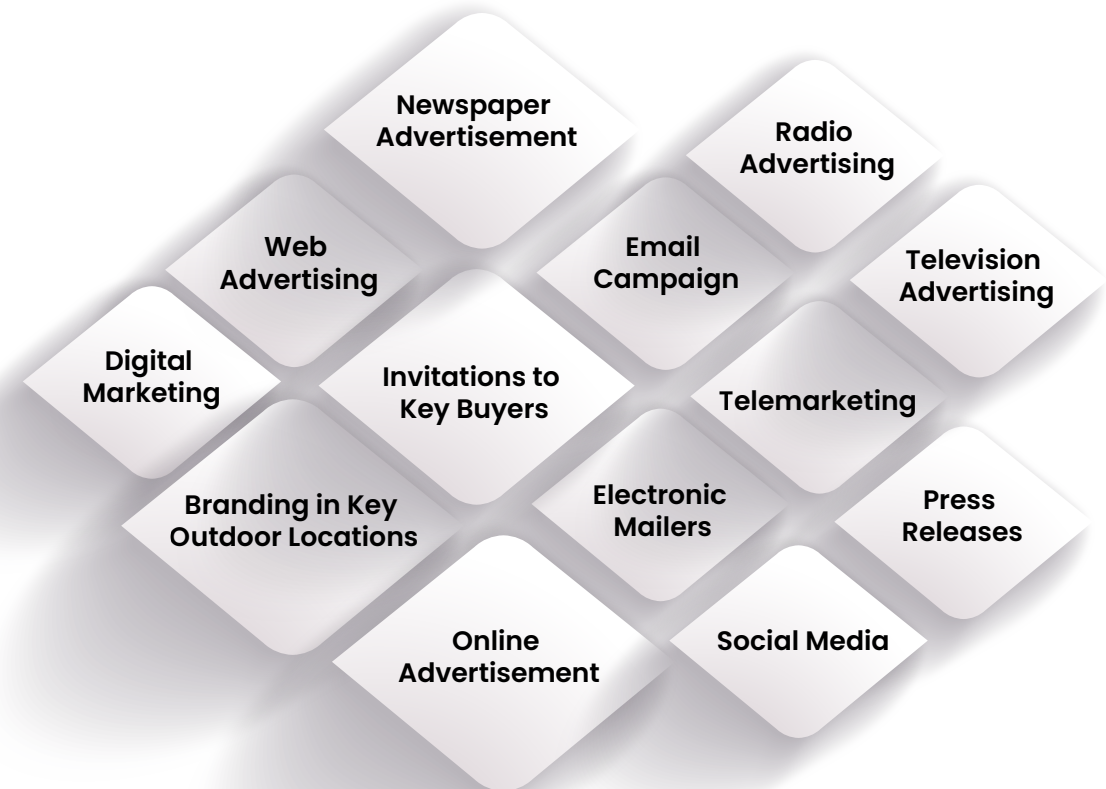 Newspaper
Advertisement
Radio
Advertising
Web
Advertising
Email
Campaign
Television
Advertising
Digital
Marketing
Invitations to
Key Buyers
Telemarketing
Branding in Key
Outdoor Locations
Electronic
Mailers
Press
Releases
Online
Advertisement
Social Media